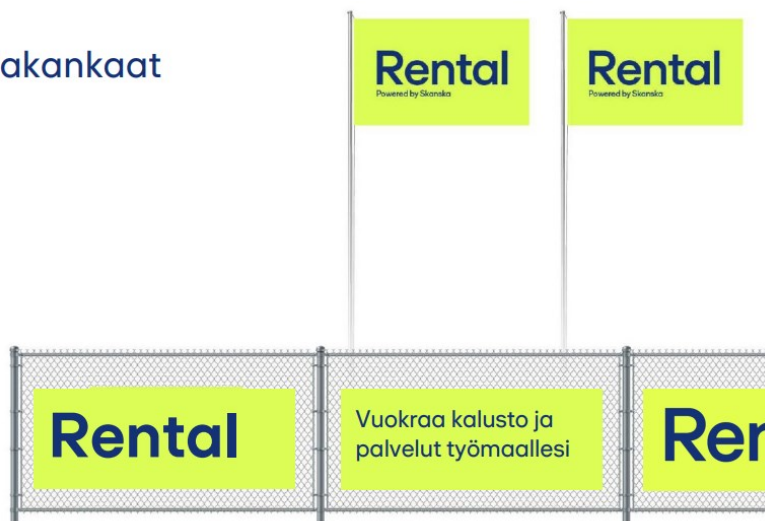 akankaat
Rental
Powered by Skanska
Rental
Powered by Skanska
Rental
Vuokraa kalusto ja
palvelut työmaallesi
Ren